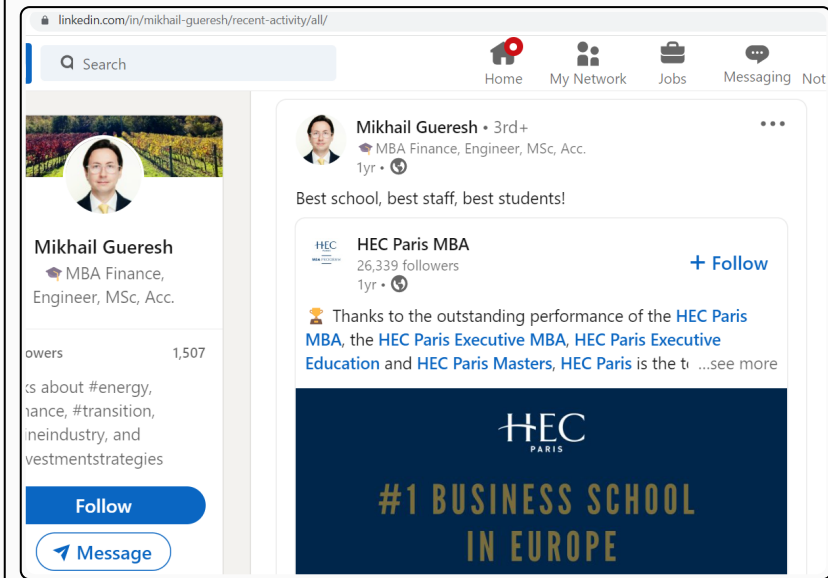 linkedin.com/in/mikhail-gueresh/recent-activity/all/
Search
Home
My Network
Jobs
Messaging
Not
Mikhail Gueresh
MBA Finance,
Engineer, MSc, Acc.
owers 1,507
ks about #energy,
nance, #transition,
ineindustry, and
vestmentstrategies
Follow
Message
Mikhail Gueresh • 3rd+
MBA Finance, Engineer, MSc, Acc.
1yr •
Best school, best staff, best students!
HEC
HEC Paris MBA
26,339 followers
1yr •
+ Follow
Thanks to the outstanding performance of the HEC Paris
MBA, the HEC Paris Executive MBA, HEC Paris Executive
Education and HEC Paris Masters, HEC Paris is the t ...see more
HEC
PARIS
#1 BUSINESS SCHOOL
IN EUROPE